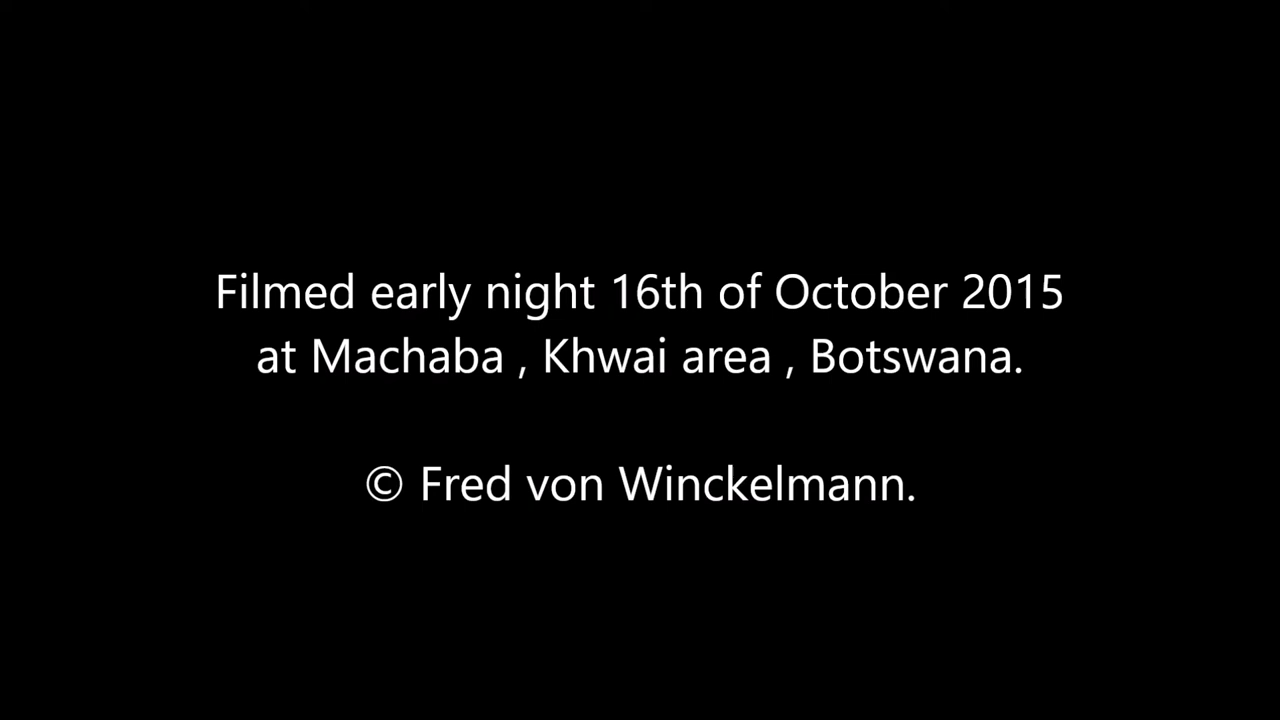 Filmed early night 16th of October 2015
at Machaba , Khwai area , Botswana.
© Fred von Winckelmann.